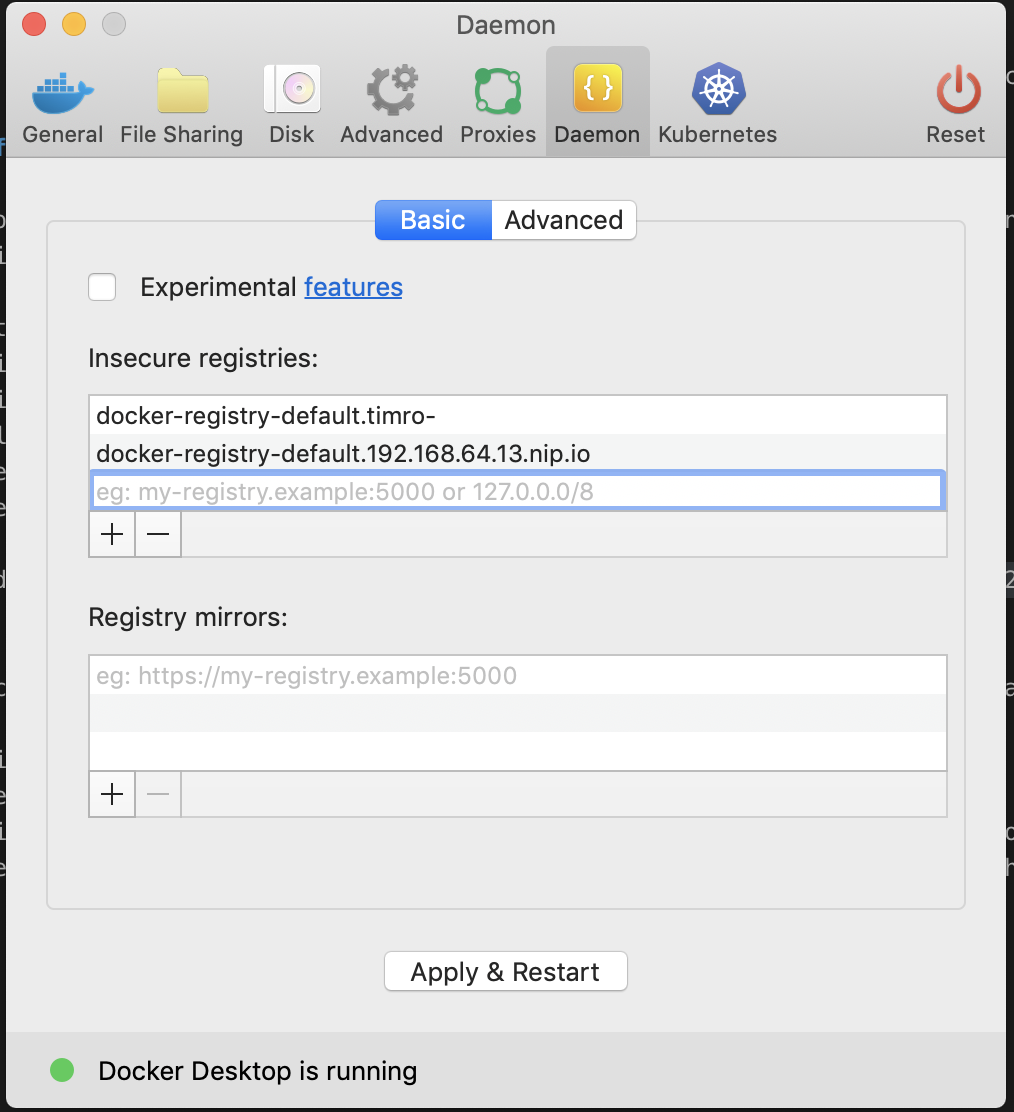 Daemon
General File Sharing Disk Advanced Proxies Daemon Kubernetes Reset
Basic Advanced
Experimental features
Insecure registries:
docker-registry-default.timro-
docker-registry-default.192.168.64.13.nip.io
eg: my-registry.example:5000 or 127.0.0.0/8
Registry mirrors:
eg: https://my-registry.example:5000
Apply & Restart
Docker Desktop is running